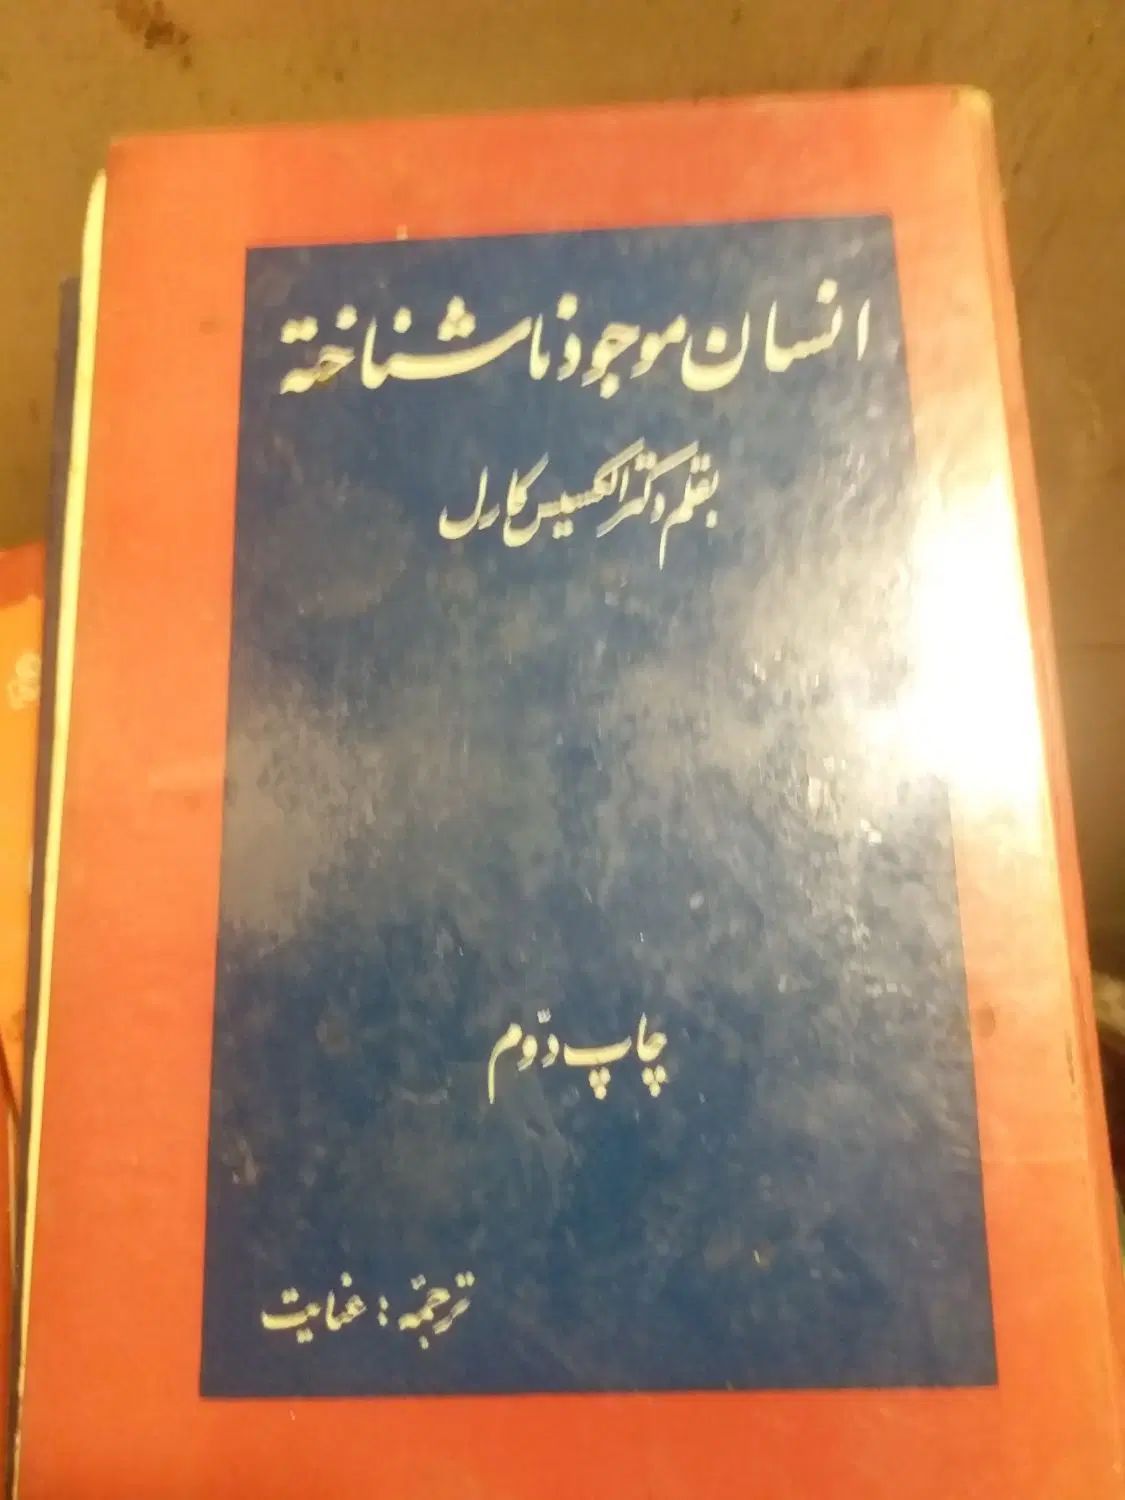 انسان موجود ناشناخته
بقلم دکتر الکسیس کارل
چاپ دوّم
ترجمه : عنایت